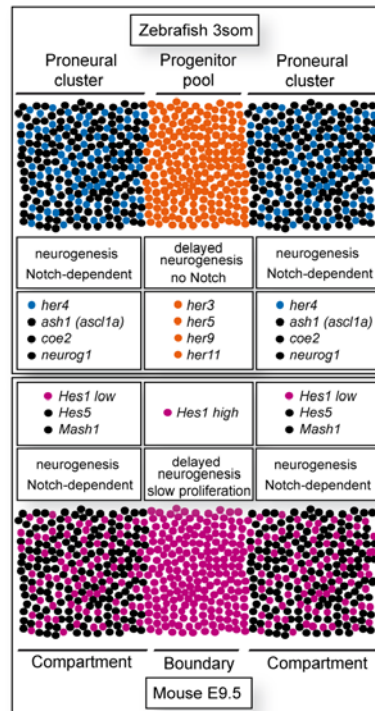 Zebrafish 3som
Proneural cluster
Progenitor pool
Proneural cluster
neurogenesis
Notch-dependent
delayed
neurogenesis
no Notch
neurogenesis
Notch-dependent
her4
ash1 (ascl1a)
coe2
neurog1
her3
her5
her9
her11
her4
ash1 (ascl1a)
coe2
neurog1
Hes1 low
Hes5
Mash1
Hes1 high
Hes1 low
Hes5
Mash1
neurogenesis
Notch-dependent
delayed
neurogenesis
slow proliferation
neurogenesis
Notch-dependent
Compartment
Boundary
Compartment
Mouse E9.5